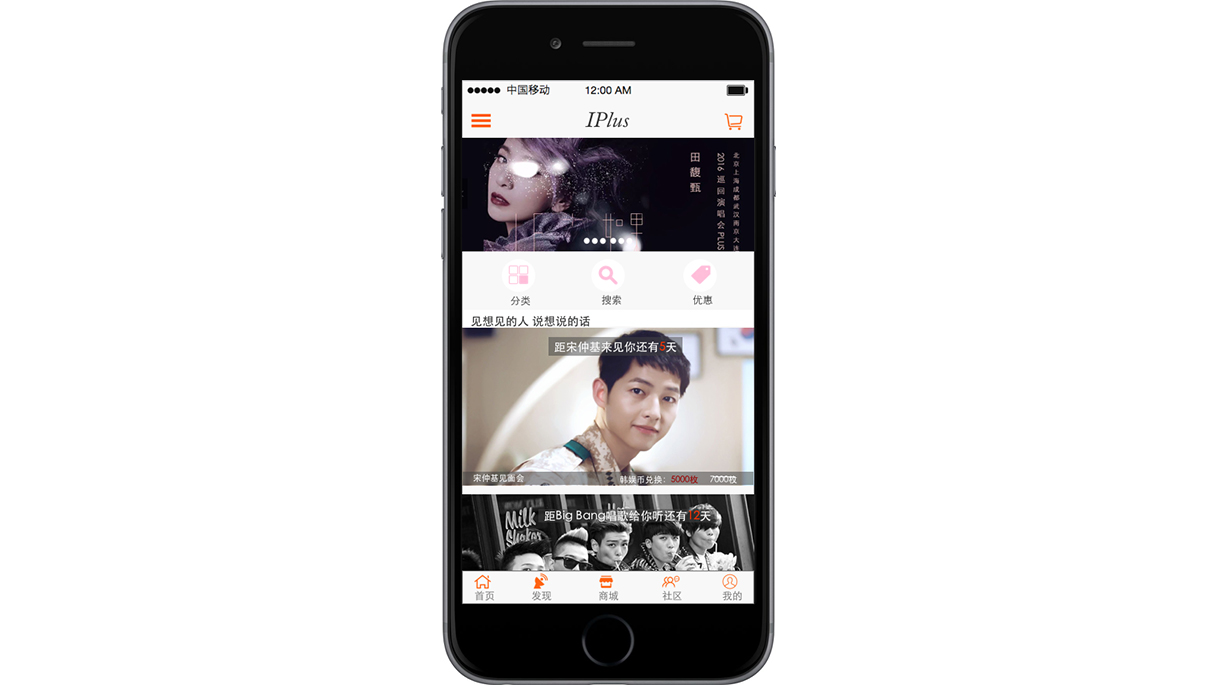 中国移动 12:00 AM
IPlus
田馥甄
2016 巡回演唱会 PLUS
北京上海成都武汉南京大连
如果
分类 搜索 优惠
见想见的人 说想说的话
距宋仲基来见你还有5天
宋仲基见面会 韩娱币兑换: 5000枚 7000枚
Milk
Shakes
距Big Bang唱歌给你听还有12天
首页 发现 商城 社区 我的